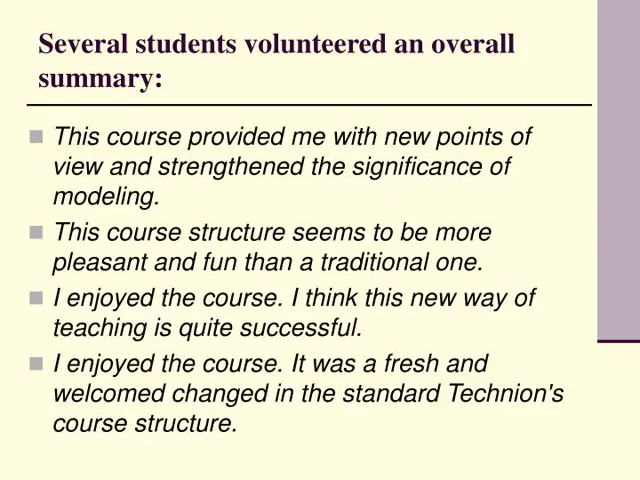 Several students volunteered an overall
summary:
This course provided me with new points of
view and strengthened the significance of
modeling.
This course structure seems to be more
pleasant and fun than a traditional one.
I enjoyed the course. I think this new way of
teaching is quite successful.
I enjoyed the course. It was a fresh and
welcomed changed in the standard Technion's
course structure.